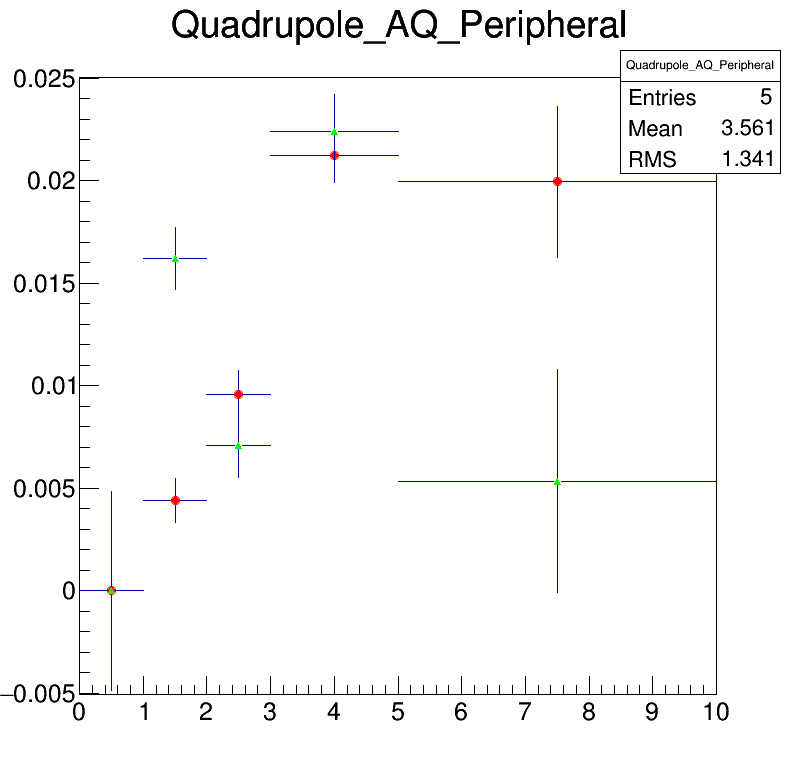 Quadrupole_AQ_Peripheral
Quadrupole_AQ_Peripheral
Entries 5
Mean 3.561
RMS 1.341
0.025
0.02
0.015
0.01
0.005
0
−0.005
0 1 2 3 4 5 6 7 8 9 10